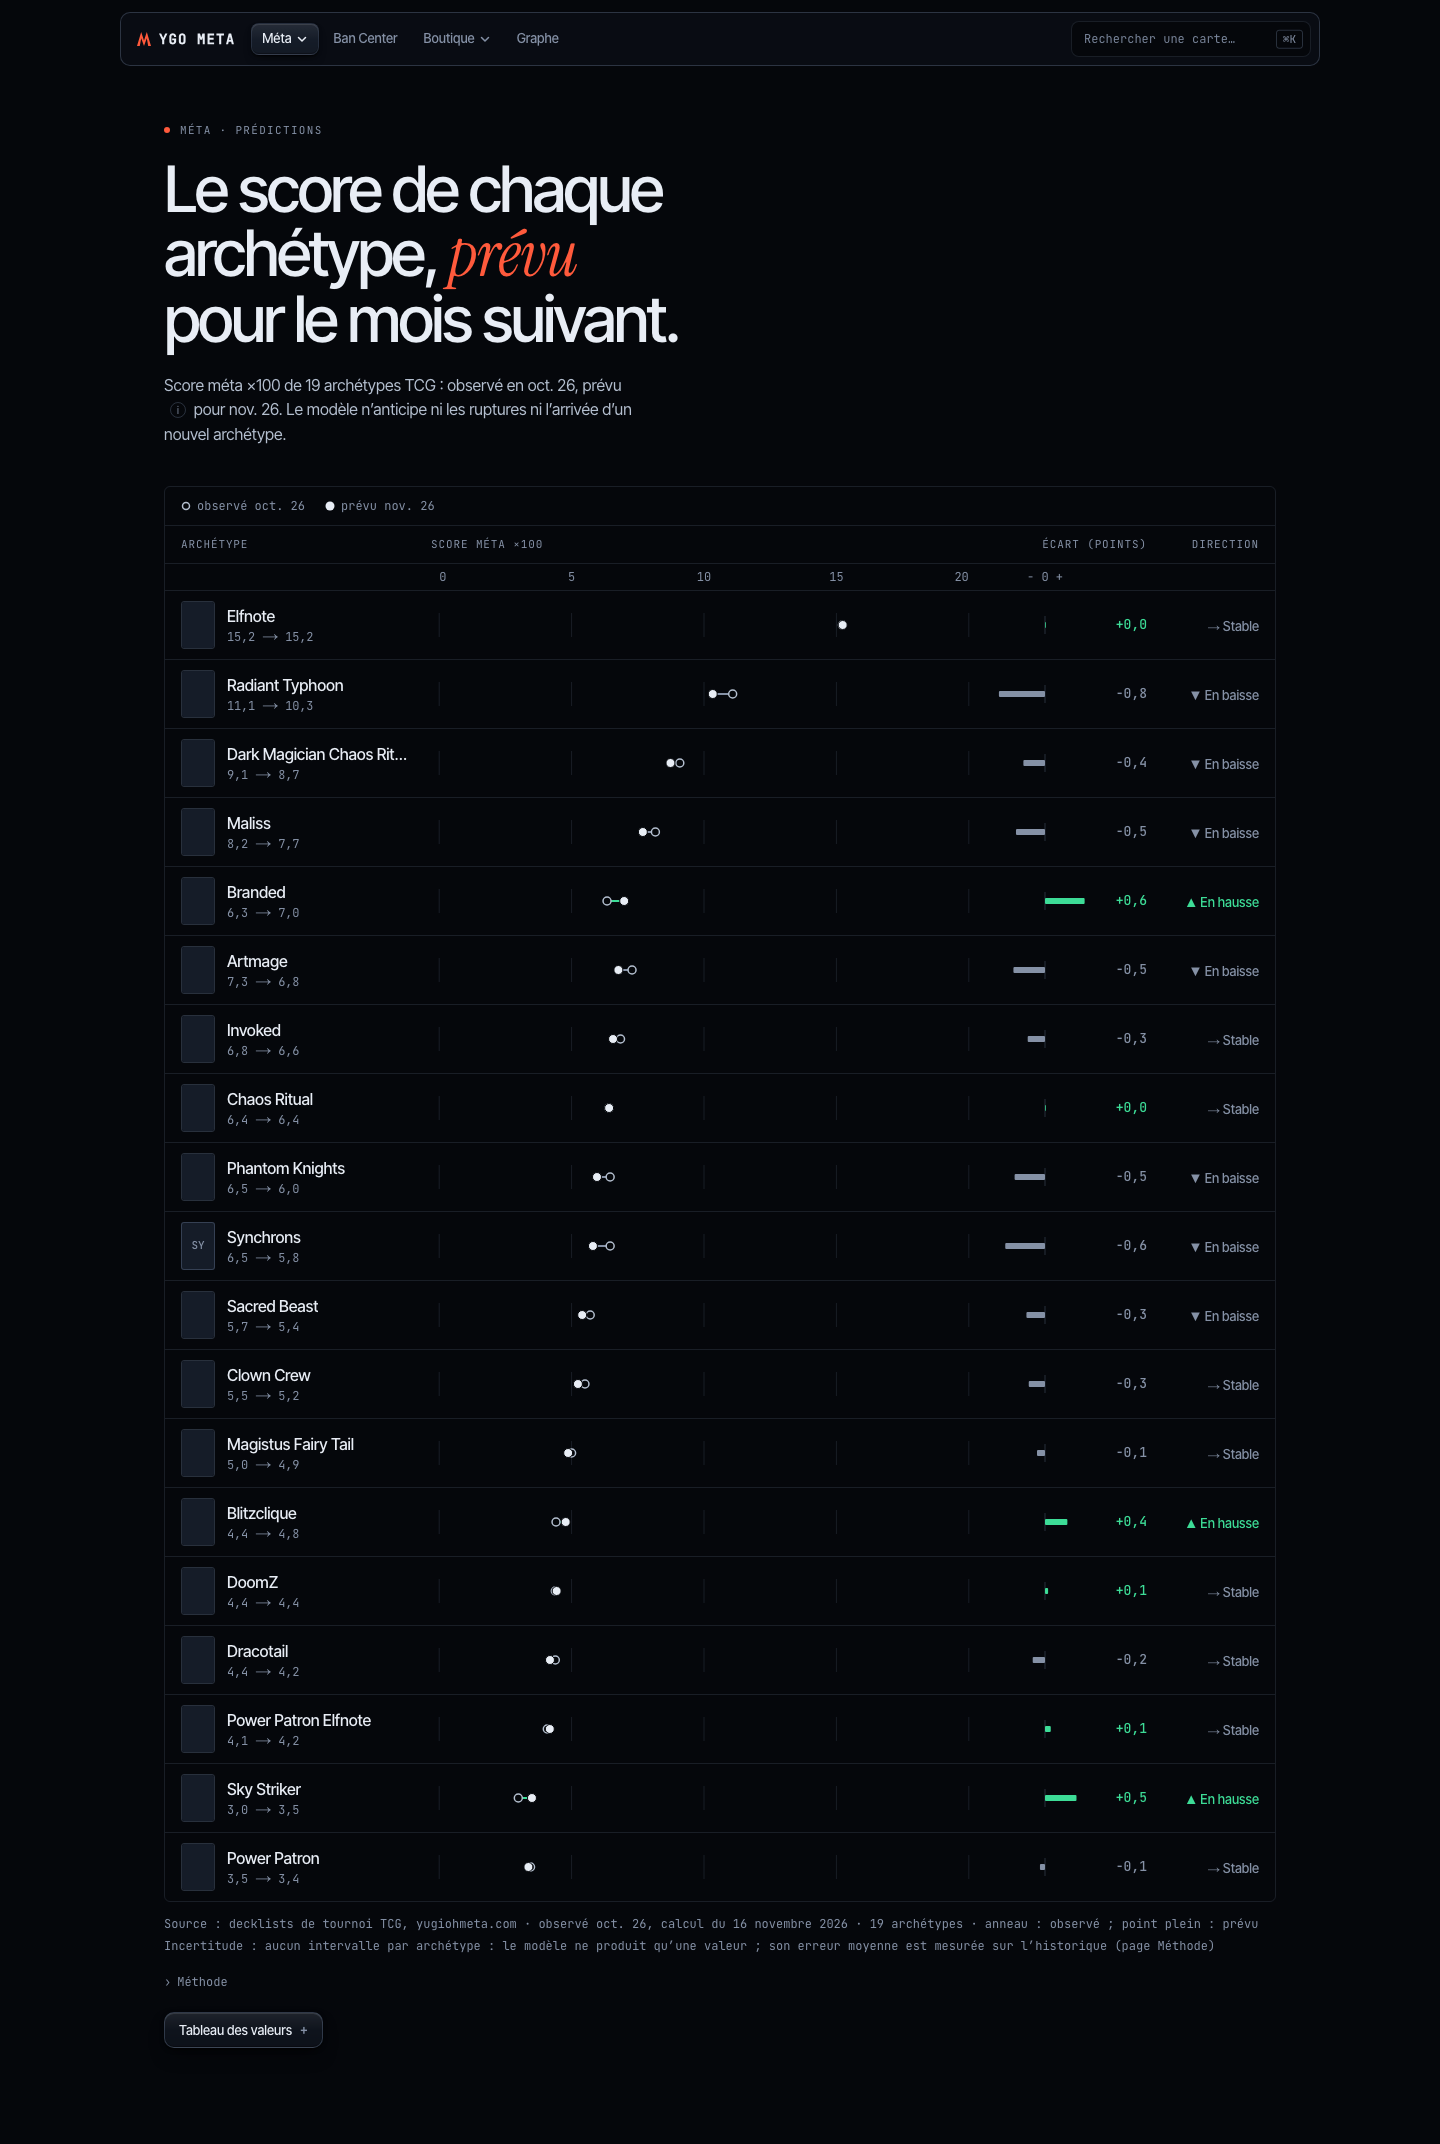 YGO META Méta Ban Center Boutique Graphe Rechercher une carte… ⌘K
MÉTA · PRÉDICTIONS
Le score de chaque
archétype, prévu
pour le mois suivant.
Score méta ×100 de 19 archétypes TCG : observé en oct. 26, prévu
i pour nov. 26. Le modèle n’anticipe ni les ruptures ni l’arrivée d’un
nouvel archétype.
observé oct. 26 prévu nov. 26
ARCHÉTYPE SCORE MÉTA ×100 ÉCART (POINTS) DIRECTION
0 5 10 15 20 - 0 +
Elfnote
15,2 → 15,2 +0,0 → Stable
Radiant Typhoon
11,1 → 10,3 -0,8 ▼ En baisse
Dark Magician Chaos Rit…
9,1 → 8,7 -0,4 ▼ En baisse
Maliss
8,2 → 7,7 -0,5 ▼ En baisse
Branded
6,3 → 7,0 +0,6 ▲ En hausse
Artmage
7,3 → 6,8 -0,5 ▼ En baisse
Invoked
6,8 → 6,6 -0,3 → Stable
Chaos Ritual
6,4 → 6,4 +0,0 → Stable
Phantom Knights
6,5 → 6,0 -0,5 ▼ En baisse
SY Synchrons
6,5 → 5,8 -0,6 ▼ En baisse
Sacred Beast
5,7 → 5,4 -0,3 ▼ En baisse
Clown Crew
5,5 → 5,2 -0,3 → Stable
Magistus Fairy Tail
5,0 → 4,9 -0,1 → Stable
Blitzclique
4,4 → 4,8 +0,4 ▲ En hausse
DoomZ
4,4 → 4,4 +0,1 → Stable
Dracotail
4,4 → 4,2 -0,2 → Stable
Power Patron Elfnote
4,1 → 4,2 +0,1 → Stable
Sky Striker
3,0 → 3,5 +0,5 ▲ En hausse
Power Patron
3,5 → 3,4 -0,1 → Stable
Source : decklists de tournoi TCG, yugiohmeta.com · observé oct. 26, calcul du 16 novembre 2026 · 19 archétypes · anneau : observé ; point plein : prévu
Incertitude : aucun intervalle par archétype : le modèle ne produit qu’une valeur ; son erreur moyenne est mesurée sur l’historique (page Méthode)
› Méthode
Tableau des valeurs +